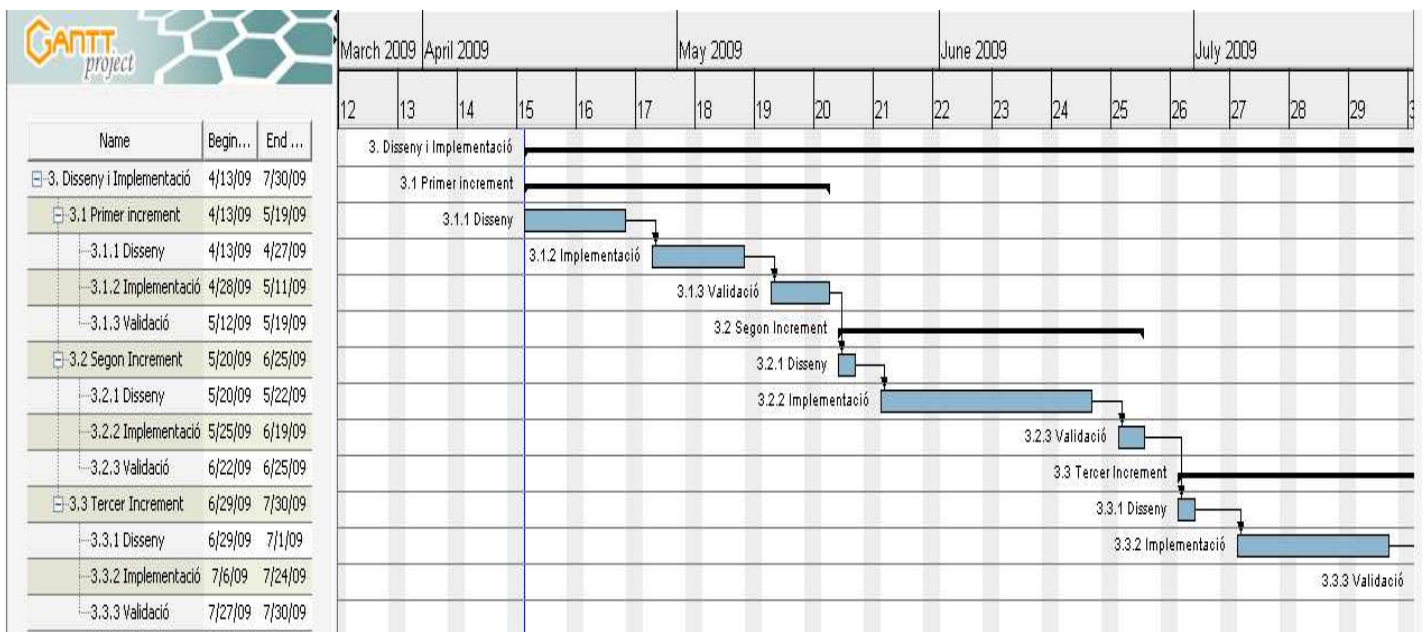 GANTT
project
March 2009 April 2009 May 2009 June 2009 July 2009
12 13 14 15 16 17 18 19 20 21 22 23 24 25 26 27 28 29
Name Begin... End ...
3. Disseny i Implementació 4/13/09 7/30/09
3.1 Primer increment 4/13/09 5/19/09
3.1.1 Disseny 4/13/09 4/27/09
3.1.2 Implementació 4/28/09 5/11/09
3.1.3 Validació 5/12/09 5/19/09
3.2 Segon Increment 5/20/09 6/25/09
3.2.1 Disseny 5/20/09 5/22/09
3.2.2 Implementació 5/25/09 6/19/09
3.2.3 Validació 6/22/09 6/25/09
3.3 Tercer Increment 6/29/09 7/30/09
3.3.1 Disseny 6/29/09 7/1/09
3.3.2 Implementació 7/6/09 7/24/09
3.3.3 Validació 7/27/09 7/30/09
3. Disseny i Implementació
3.1 Primer increment
3.1.1 Disseny
3.1.2 Implementació
3.1.3 Validació
3.2 Segon Increment
3.2.1 Disseny
3.2.2 Implementació
3.2.3 Validació
3.3 Tercer Increment
3.3.1 Disseny
3.3.2 Implementació
3.3.3 Validació